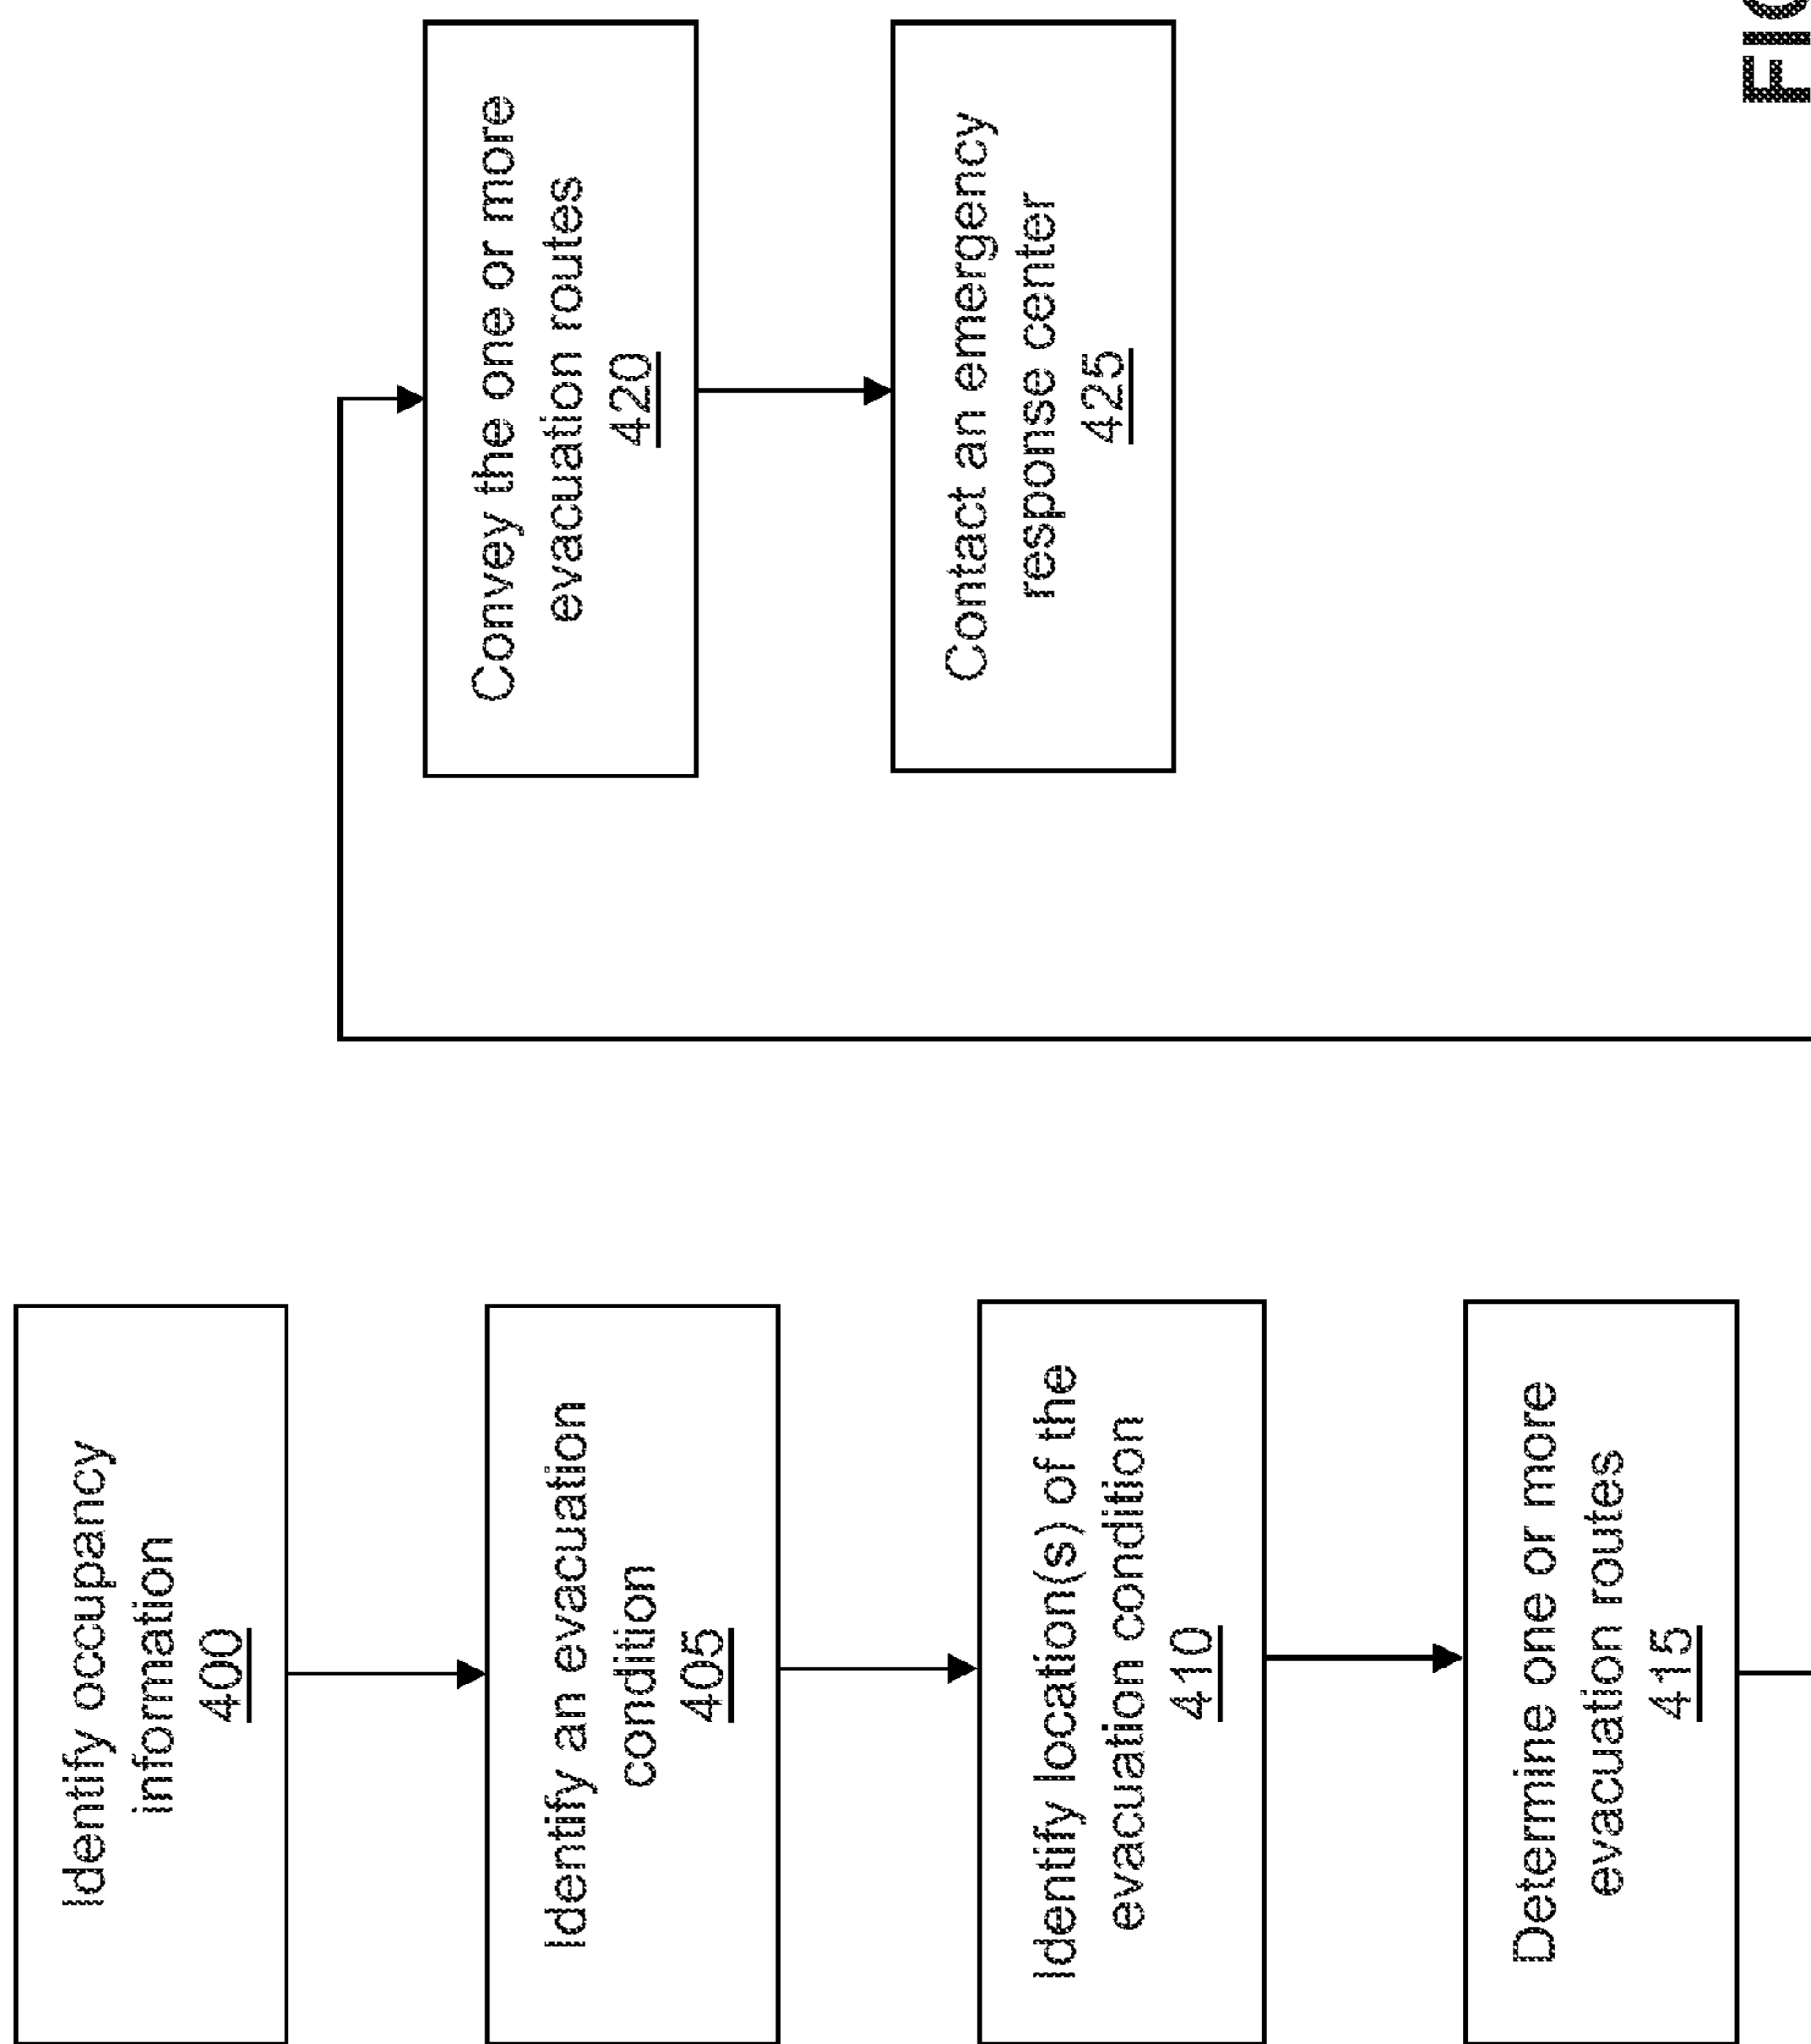 Identify occupancy
information
400
Identify an evacuation
condition
405
Identify location(s) of the
evacuation condition
410
Determine one or more
evacuation routes
415
Convey the one or more
evacuation routes
420
Contact an emergency
response center
425